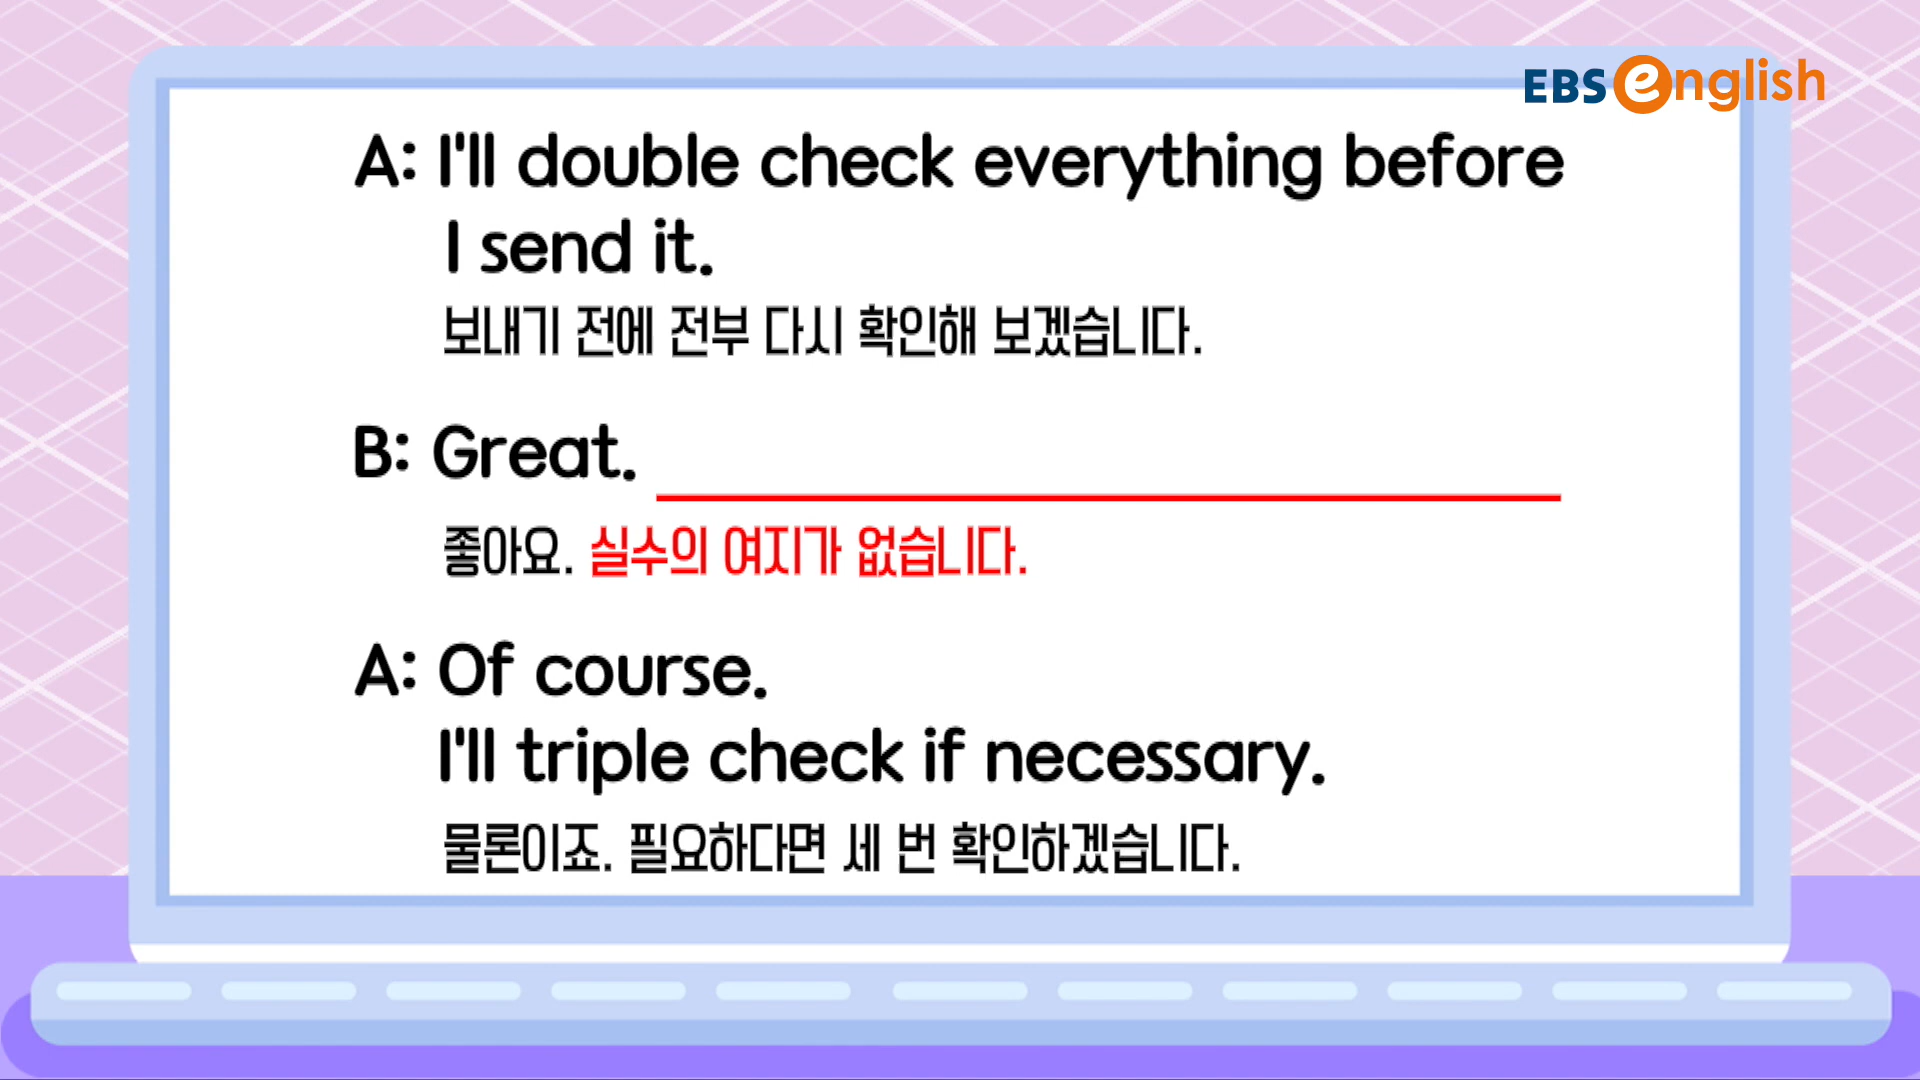 EBS english
A: I'll double check everything before
I send it.
보내기 전에 전부 다시 확인해 보겠습니다.
B: Great.
좋아요. 실수의 여지가 없습니다.
A: Of course.
I'll triple check if necessary.
물론이죠. 필요하다면 세 번 확인하겠습니다.